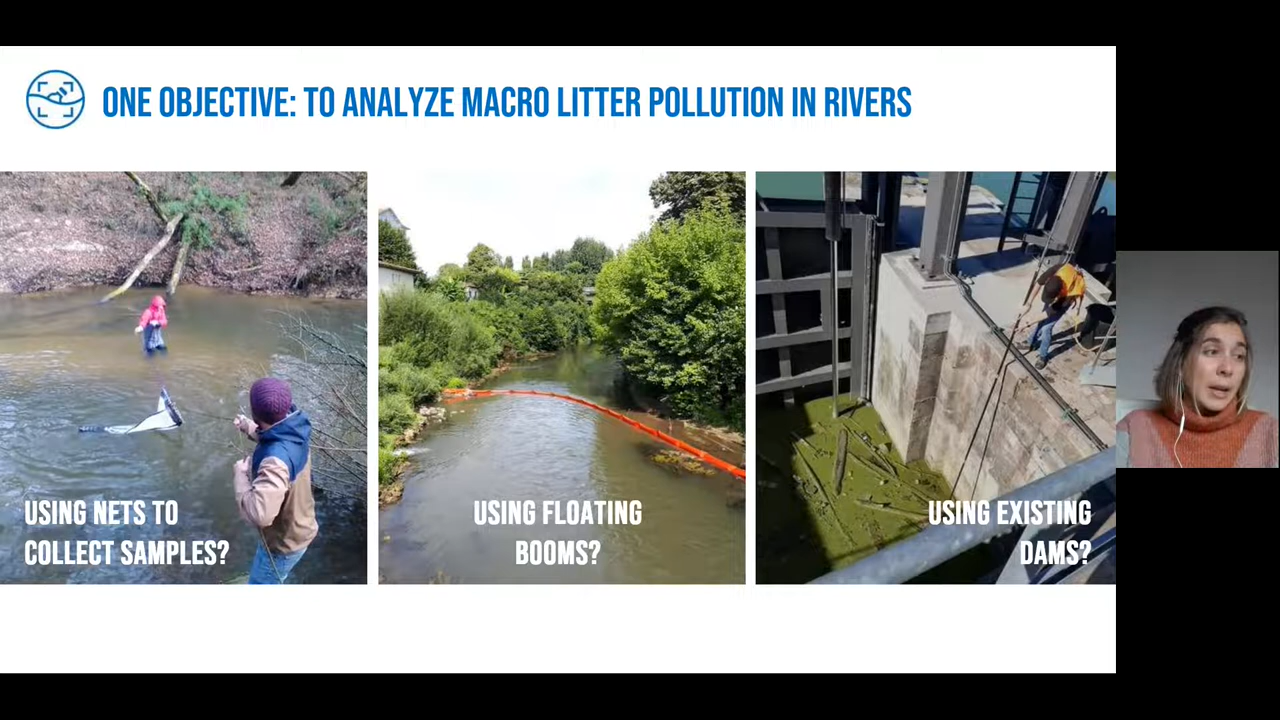 ONE OBJECTIVE: TO ANALYZE MACRO LITTER POLLUTION IN RIVERS
USING NETS TO
COLLECT SAMPLES?
USING FLOATING
BOOMS?
USING EXISTING
DAMS?